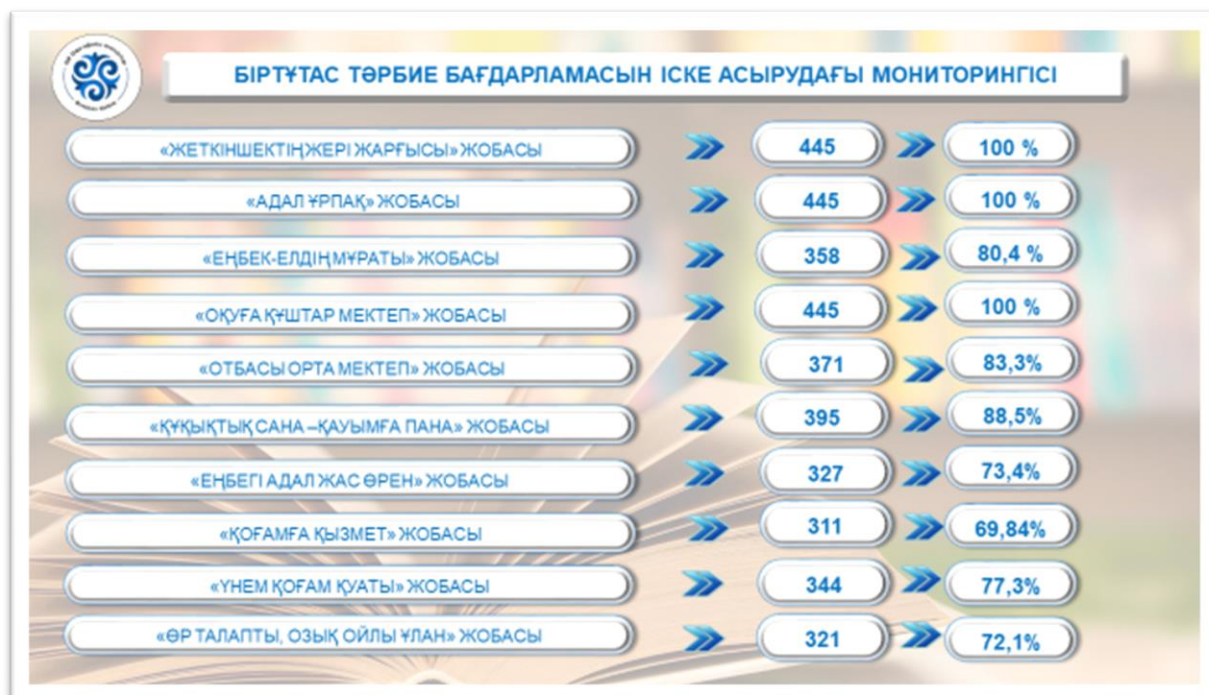 БІРТҰТАС ТӘРБИЕ БАҒДАРЛАМАСЫН ІСКЕ АСЫРУДАҒЫ МОНИТОРИНГІСІ
«ЖЕТКІНШЕКТІҢ ЖЕРІ ЖАРҒЫСЫ» ЖОБАСЫ 445 100 %
«АДАЛ ҰРПАҚ» ЖОБАСЫ 445 100 %
«ЕҢБЕК-ЕЛДІҢ МҰРАТЫ» ЖОБАСЫ 358 80,4 %
«ОҚУҒА ҚҰШТАР МЕКТЕП» ЖОБАСЫ 445 100 %
«ОТБАСЫ ОРТА МЕКТЕП» ЖОБАСЫ 371 83,3%
«ҚҰҚЫҚТЫҚ САНА –ҚАУЫМҒА ПАНА» ЖОБАСЫ 395 88,5%
«ЕҢБЕГІ АДАЛ ЖАС ӨРЕН» ЖОБАСЫ 327 73,4%
«ҚОҒАМҒА ҚЫЗМЕТ» ЖОБАСЫ 311 69,84%
«ҮНЕМ ҚОҒАМ ҚУАТЫ» ЖОБАСЫ 344 77,3%
«ӨР ТАЛАПТЫ, ОЗЫҚ ОЙЛЫ ҰЛАН» ЖОБАСЫ 321 72,1%